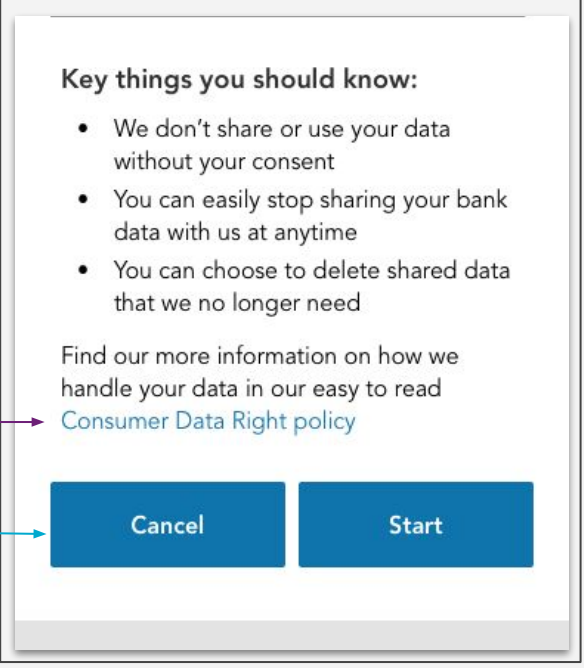 Key things you should know:
• We don't share or use your data
without your consent
• You can easily stop sharing your bank
data with us at anytime
• You can choose to delete shared data
that we no longer need
Find our more information on how we
handle your data in our easy to read
Consumer Data Right policy
Cancel
Start